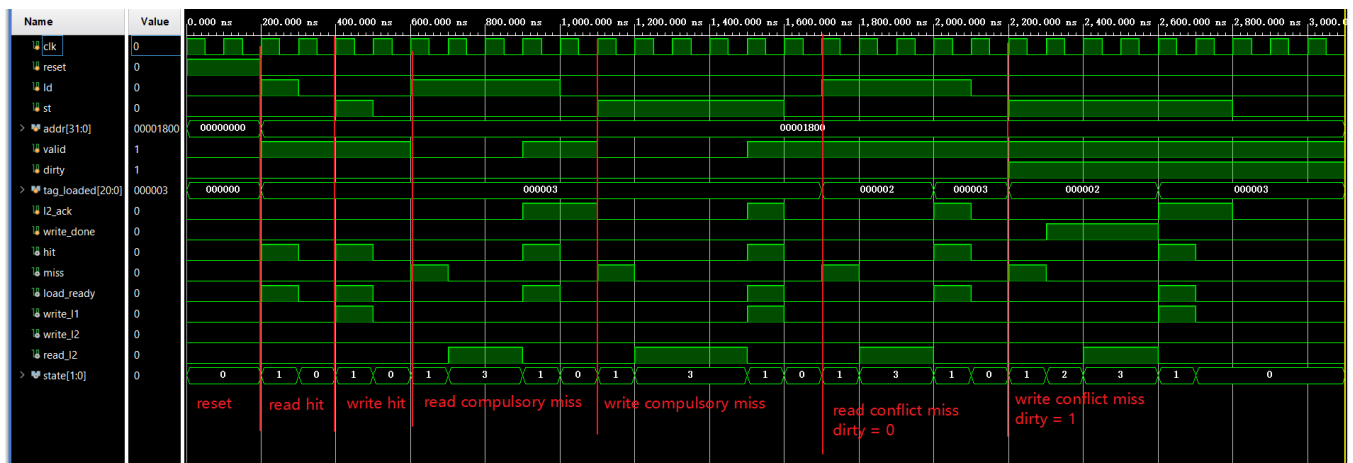 Name Value 0.000 ns 200.000 ns 400.000 ns 600.000 ns 800.000 ns 1,000.000 ns 1,200.000 ns 1,400.000 ns 1,600.000 ns 1,800.000 ns 2,000.000 ns 2,200.000 ns 2,400.000 ns 2,600.000 ns 2,800.000 ns 3,000.
clk 0
reset 0
ld 0
st 0
addr[31:0] 00001800 00000000 00001800
valid 1
dirty 1
tag_loaded[20:0] 000003 000000 000003 000002 000003 000002 000003
l2_ack 0
write_done 0
hit 0
miss 0
load_ready 0
write_l1 0
write_l2 0
read_l2 0
state[1:0] 0 0 1 0 1 0 1 3 1 0 1 3 1 0 1 3 1 0 1 2 3 1 0
reset read hit write hit read compulsory miss write compulsory miss read conflict miss write conflict miss
dirty = 0 dirty = 1